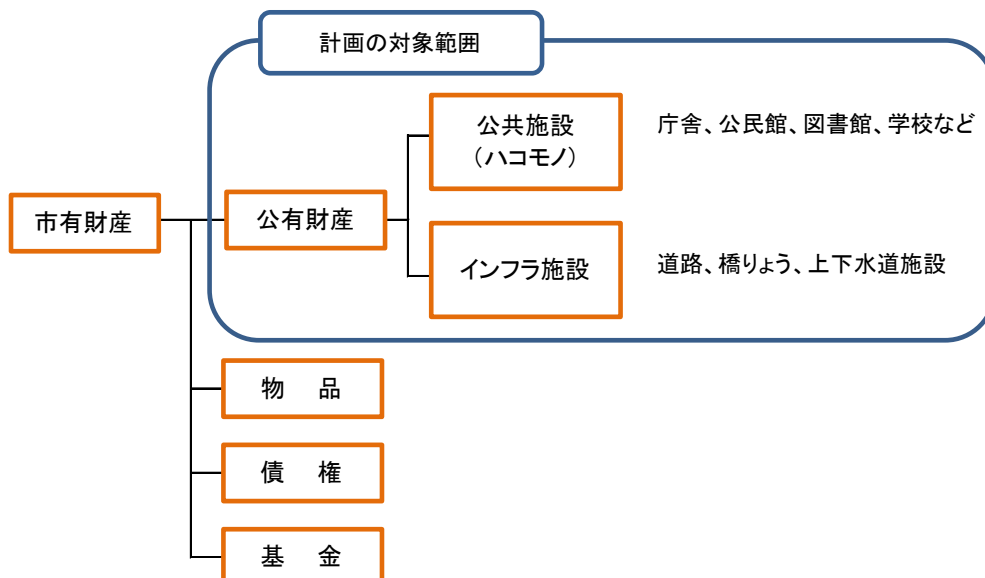 計画の対象範囲
公共施設
（ハコモノ）
庁舎、公民館、図書館、学校など
市有財産
公有財産
インフラ施設
道路、橋りょう、上下水道施設
物　品
債　権
基　金